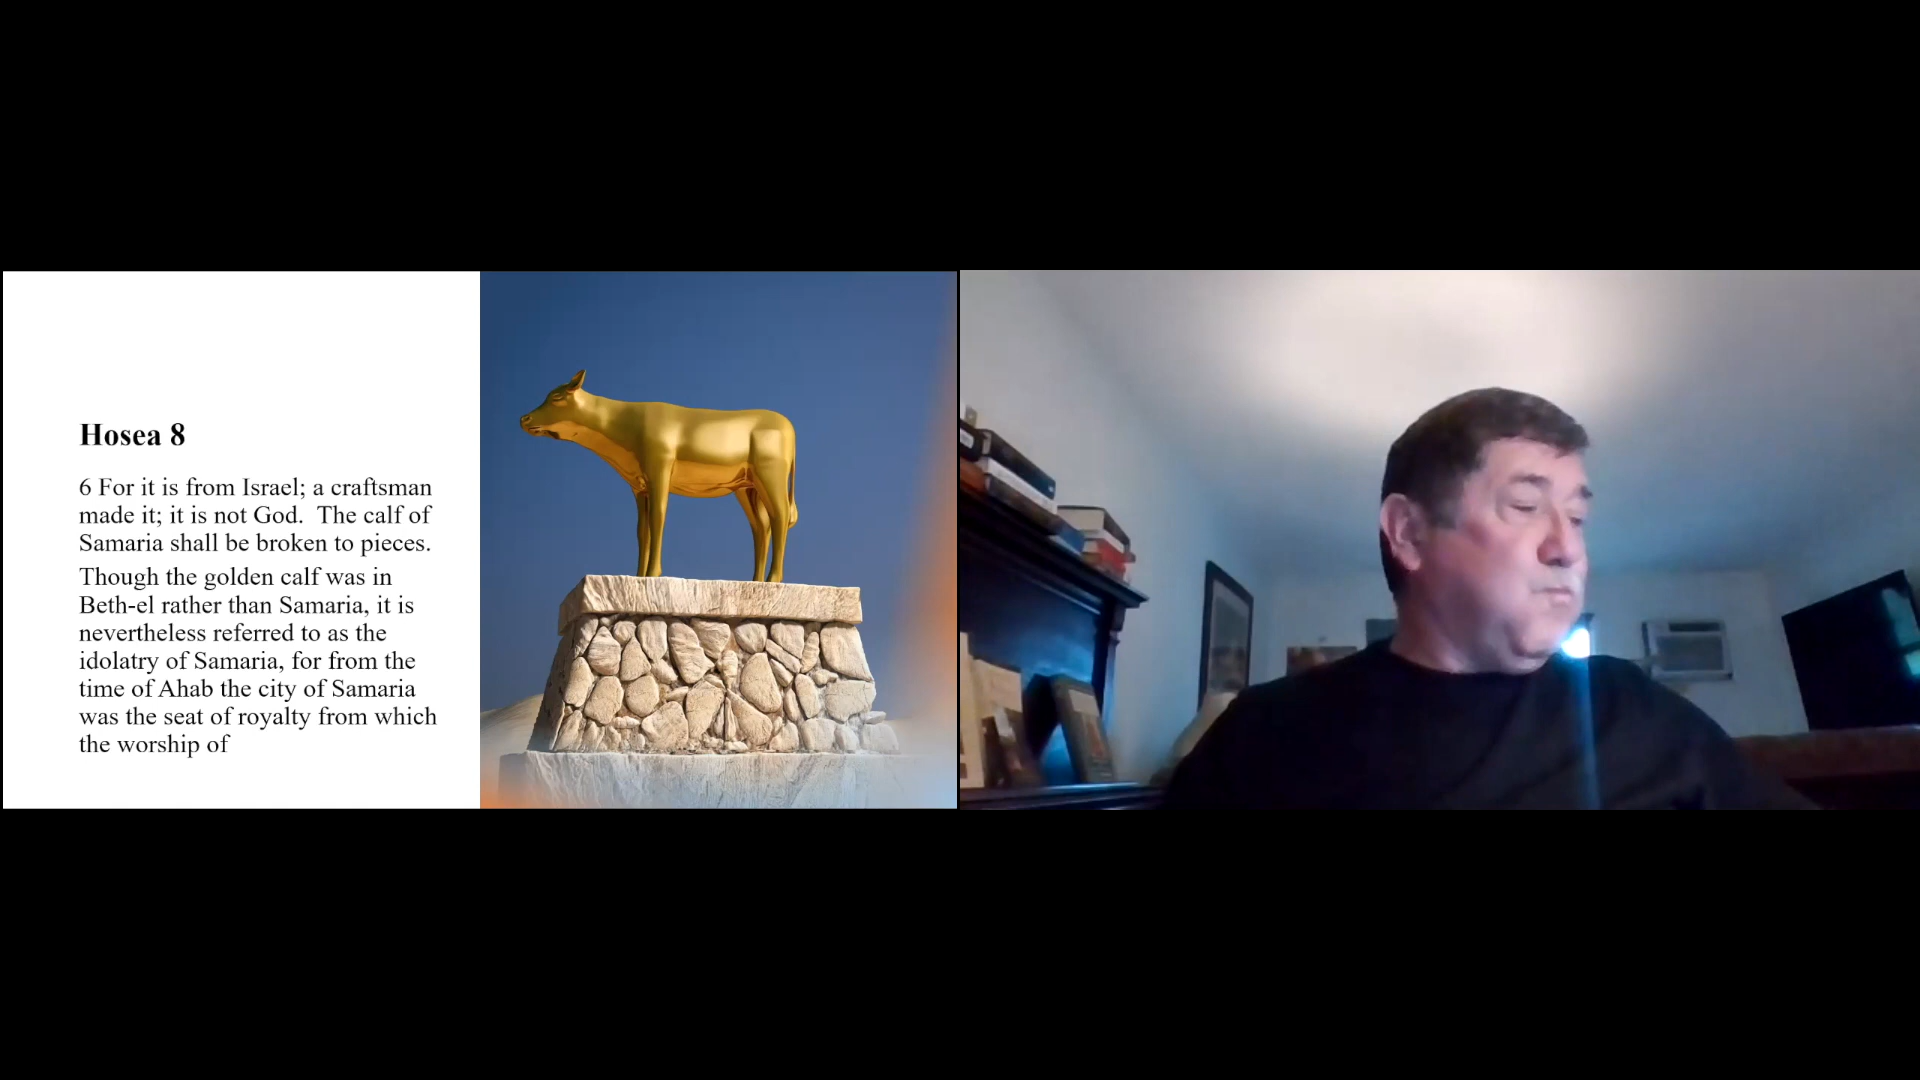 Hosea 8
6 For it is from Israel; a craftsman
made it; it is not God.  The calf of
Samaria shall be broken to pieces.
Though the golden calf was in
Beth-el rather than Samaria, it is
nevertheless referred to as the
idolatry of Samaria, for from the
time of Ahab the city of Samaria
was the seat of royalty from which
the worship of